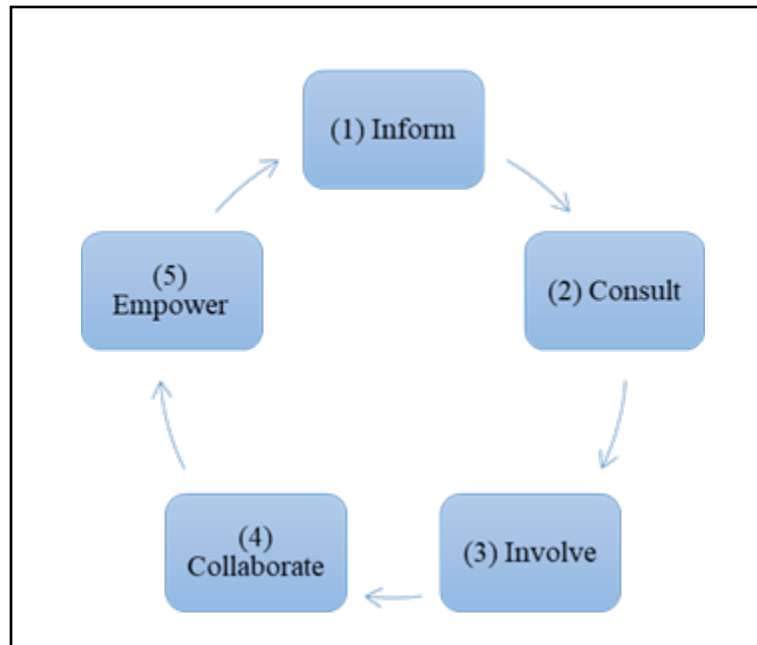 (1) Inform
(2) Consult
(3) Involve
(4)
Collaborate
(5)
Empower